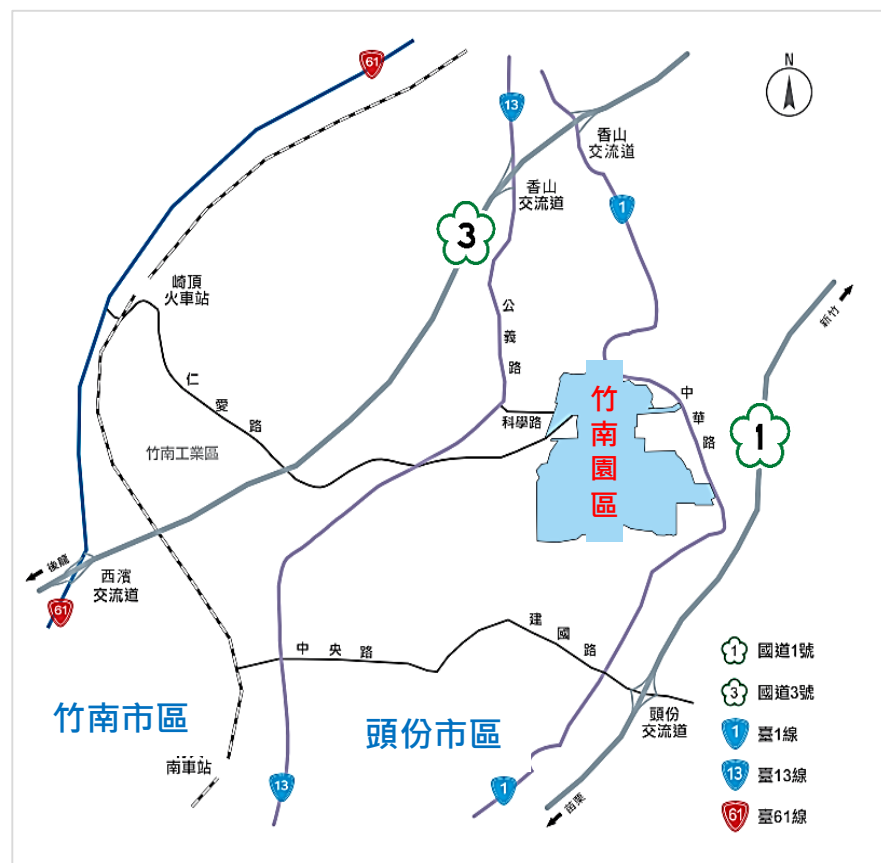 N
61
13
香山
交流道
香山
交流道
1
3
崎頂
火車站
新竹
公義路
仁愛路
科學路
竹南園區
中華路
1
竹南工業區
後龍
西濱
交流道
61
建國路
中央路
1
國道1號
3
國道3號
竹南市區
頭份市區
頭份
交流道
1
臺1線
南車站
13
臺13線
13
1
苗栗
61
臺61線